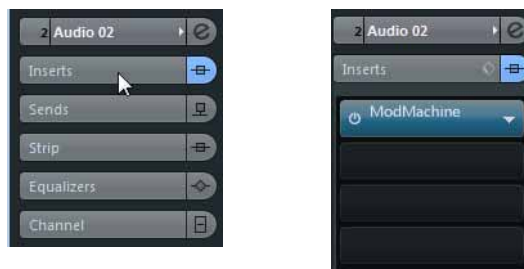 2 Audio 02
Inserts
Sends
Strip
Equalizers
Channel
2 Audio 02
Inserts
ModMachine